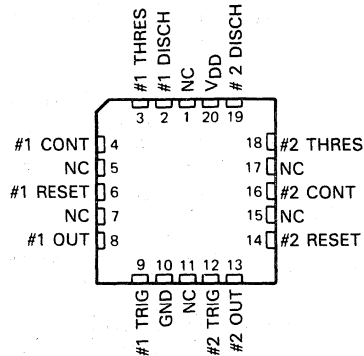 #1 THRES
#1 DISCH
NC
VDD
# 2 DISCH
3 2 1 20 19
#1 CONT 4
NC 5
#1 RESET 6
NC 7
#1 OUT 8
18 #2 THRES
17 NC
16 #2 CONT
15 NC
14 #2 RESET
9 10 11 12 13
#1 TRIG
GND
NC
#2 TRIG
#2 OUT